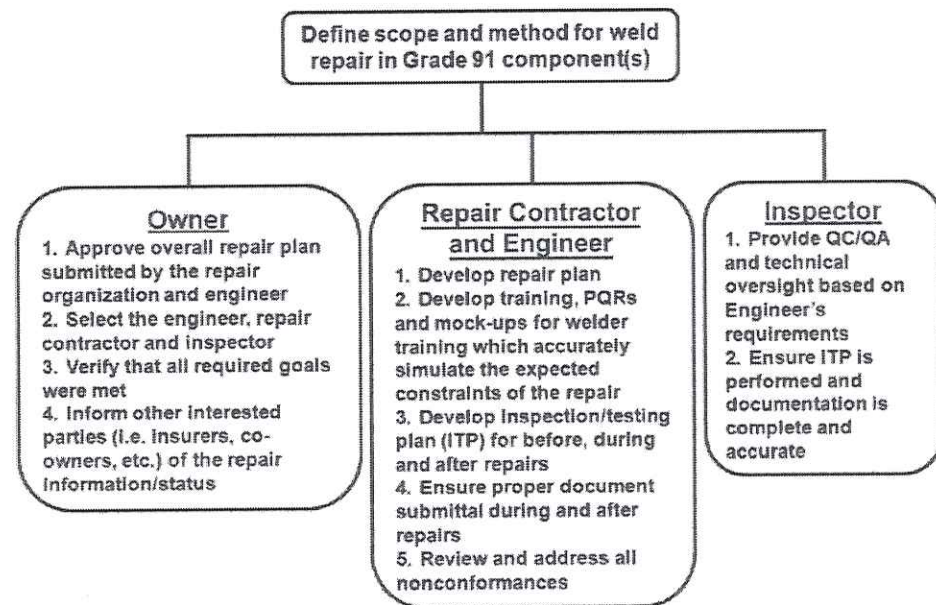 Define scope and method for weld
repair in Grade 91 component(s)
Owner
1. Approve overall repair plan
submitted by the repair
organization and engineer
2. Select the engineer, repair
contractor and inspector
3. Verify that all required goals
were met
4. Inform other interested
parties (i.e. insurers, co-
owners, etc.) of the repair
information/status
Repair Contractor
and Engineer
1. Develop repair plan
2. Develop training, PQRs
and mock-ups for welder
training which accurately
simulate the expected
constraints of the repair
3. Develop inspection/testing
plan (ITP) for before, during
and after repairs
4. Ensure proper document
submittal during and after
repairs
5. Review and address all
nonconformances
Inspector
1. Provide QC/QA
and technical
oversight based on
Engineer's
requirements
2. Ensure ITP is
performed and
documentation is
complete and
accurate